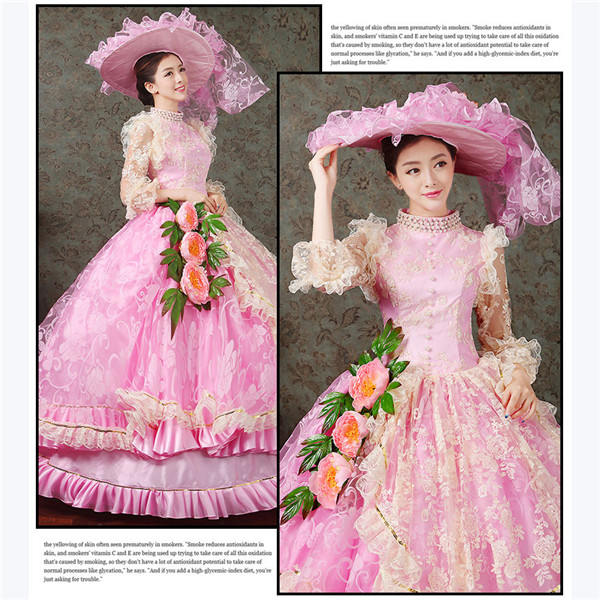 the yellowing of skin often seen prematurely in smokers. "Smoke reduces antioxidants in
skin, and smokers' vitamin C and E are being used up trying to take care of all this oxidation
that's caused by smoking, so they don't have a lot of antioxidant potential to take care of
normal processes like glycation," he says. "And if you add a high-glycemic-index diet, you're
just asking for trouble."
the yellowing of skin often seen prematurely in smokers. "Smoke reduces antioxidants in
skin, and smokers' vitamin C and E are being used up trying to take care of all this oxidation
that's caused by smoking, so they don't have a lot of antioxidant potential to take care of
normal processes like glycation," he says. "And if you add a high-glycemic-index diet, you're
just asking for trouble."